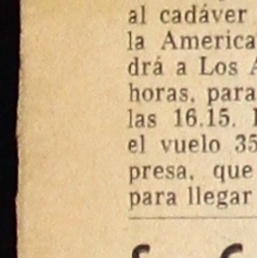 al cadáver
la America
drá a Los A
horas, para
las 16.15.
el vuelo 35
presa, que
para llegar